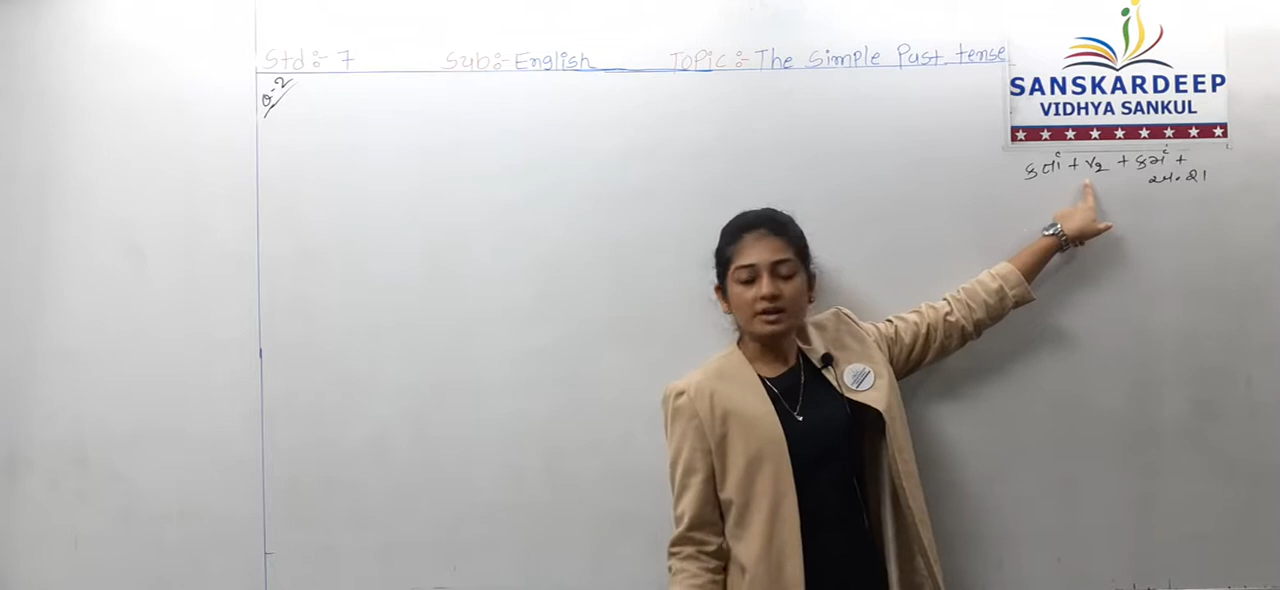 Std :- 7 Sub:- English Topic :- The Simple Past tense
Q-2
SANSKARDEEP
VIDHYA SANKUL
કર્તા + V2 + કર્મ +
અ.શ.